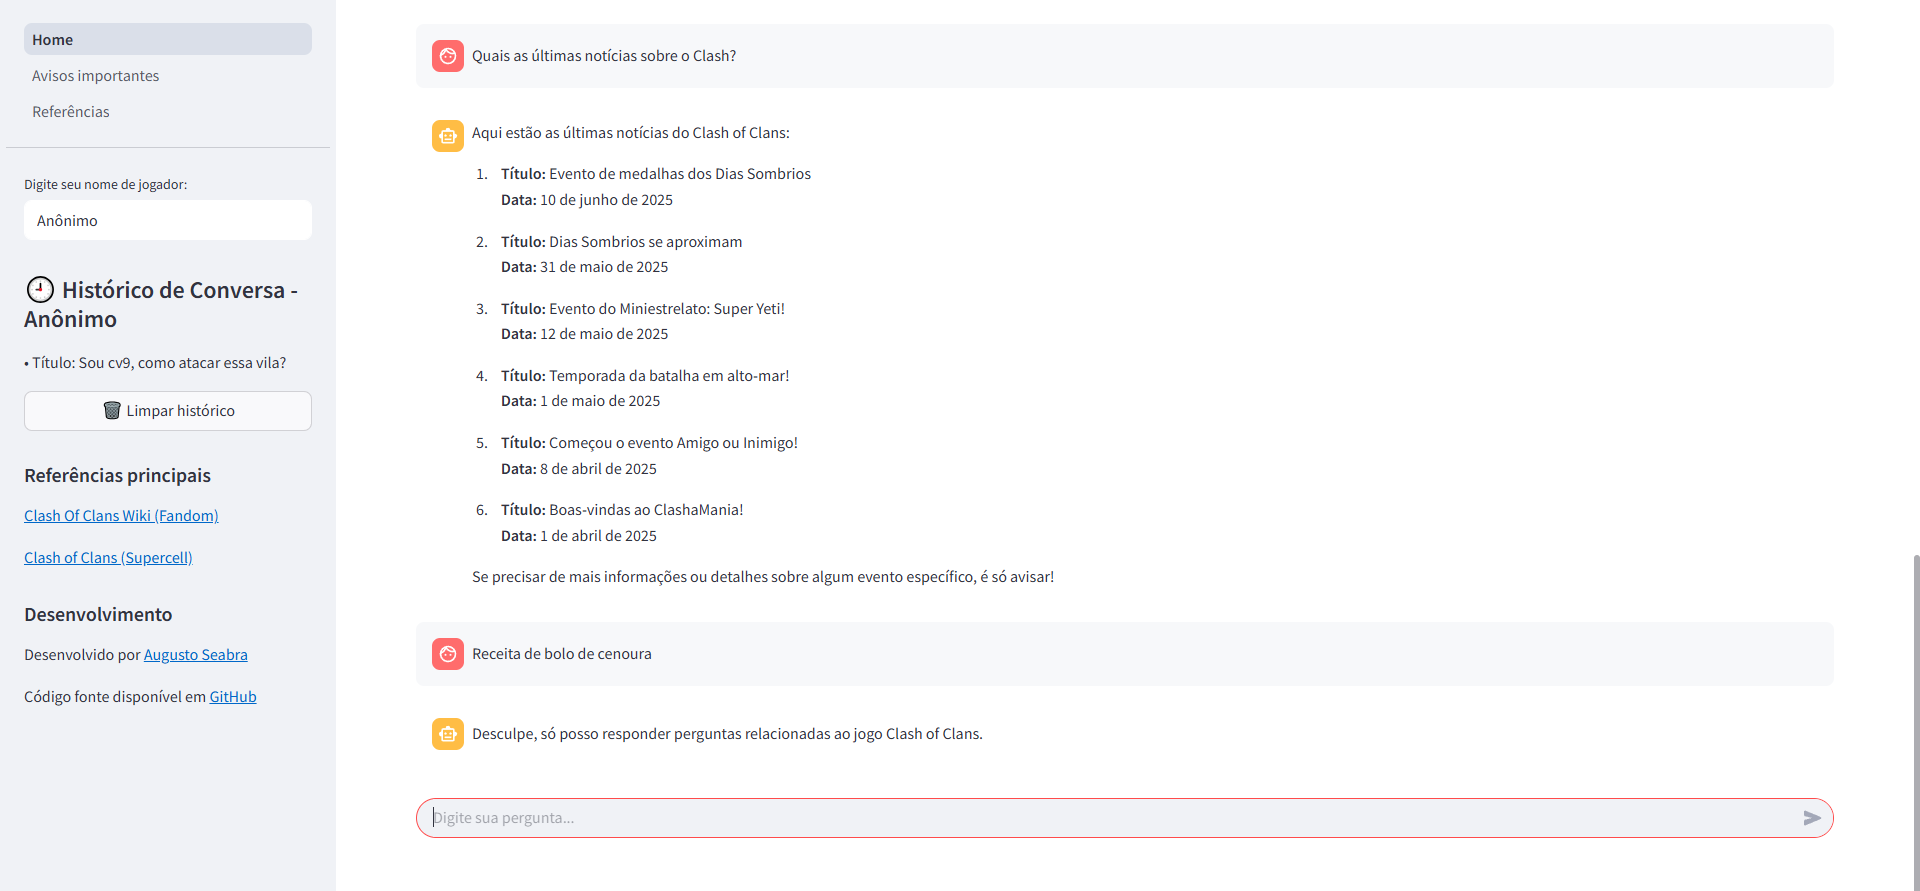 Home
Avisos importantes
Referências
Digite seu nome de jogador:
Anônimo
Histórico de Conversa -
Anônimo
• Título: Sou cv9, como atacar essa vila?
Limpar histórico
Referências principais
Clash Of Clans Wiki (Fandom)
Clash of Clans (Supercell)
Desenvolvimento
Desenvolvido por Augusto Seabra
Código fonte disponível em GitHub
Quais as últimas notícias sobre o Clash?
Aqui estão as últimas notícias do Clash of Clans:
1. Título: Evento de medalhas dos Dias Sombrios
Data: 10 de junho de 2025
2. Título: Dias Sombrios se aproximam
Data: 31 de maio de 2025
3. Título: Evento do Miniestrelato: Super Yeti!
Data: 12 de maio de 2025
4. Título: Temporada da batalha em alto-mar!
Data: 1 de maio de 2025
5. Título: Começou o evento Amigo ou Inimigo!
Data: 8 de abril de 2025
6. Título: Boas-vindas ao ClashaMania!
Data: 1 de abril de 2025
Se precisar de mais informações ou detalhes sobre algum evento específico, é só avisar!
Receita de bolo de cenoura
Desculpe, só posso responder perguntas relacionadas ao jogo Clash of Clans.
Digite sua pergunta...